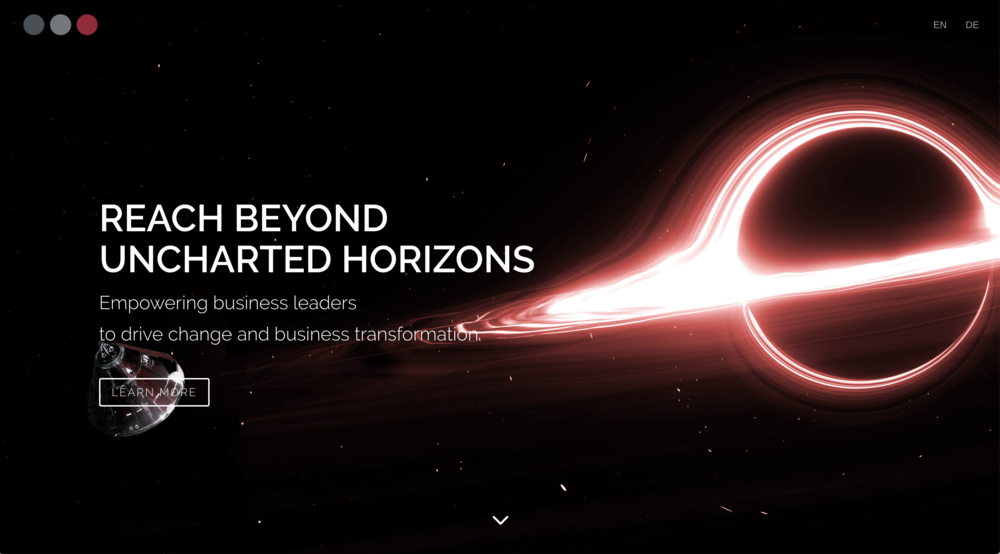 EN DE
REACH BEYOND
UNCHARTED HORIZONS
Empowering business leaders
to drive change and business transformation.
LEARN MORE